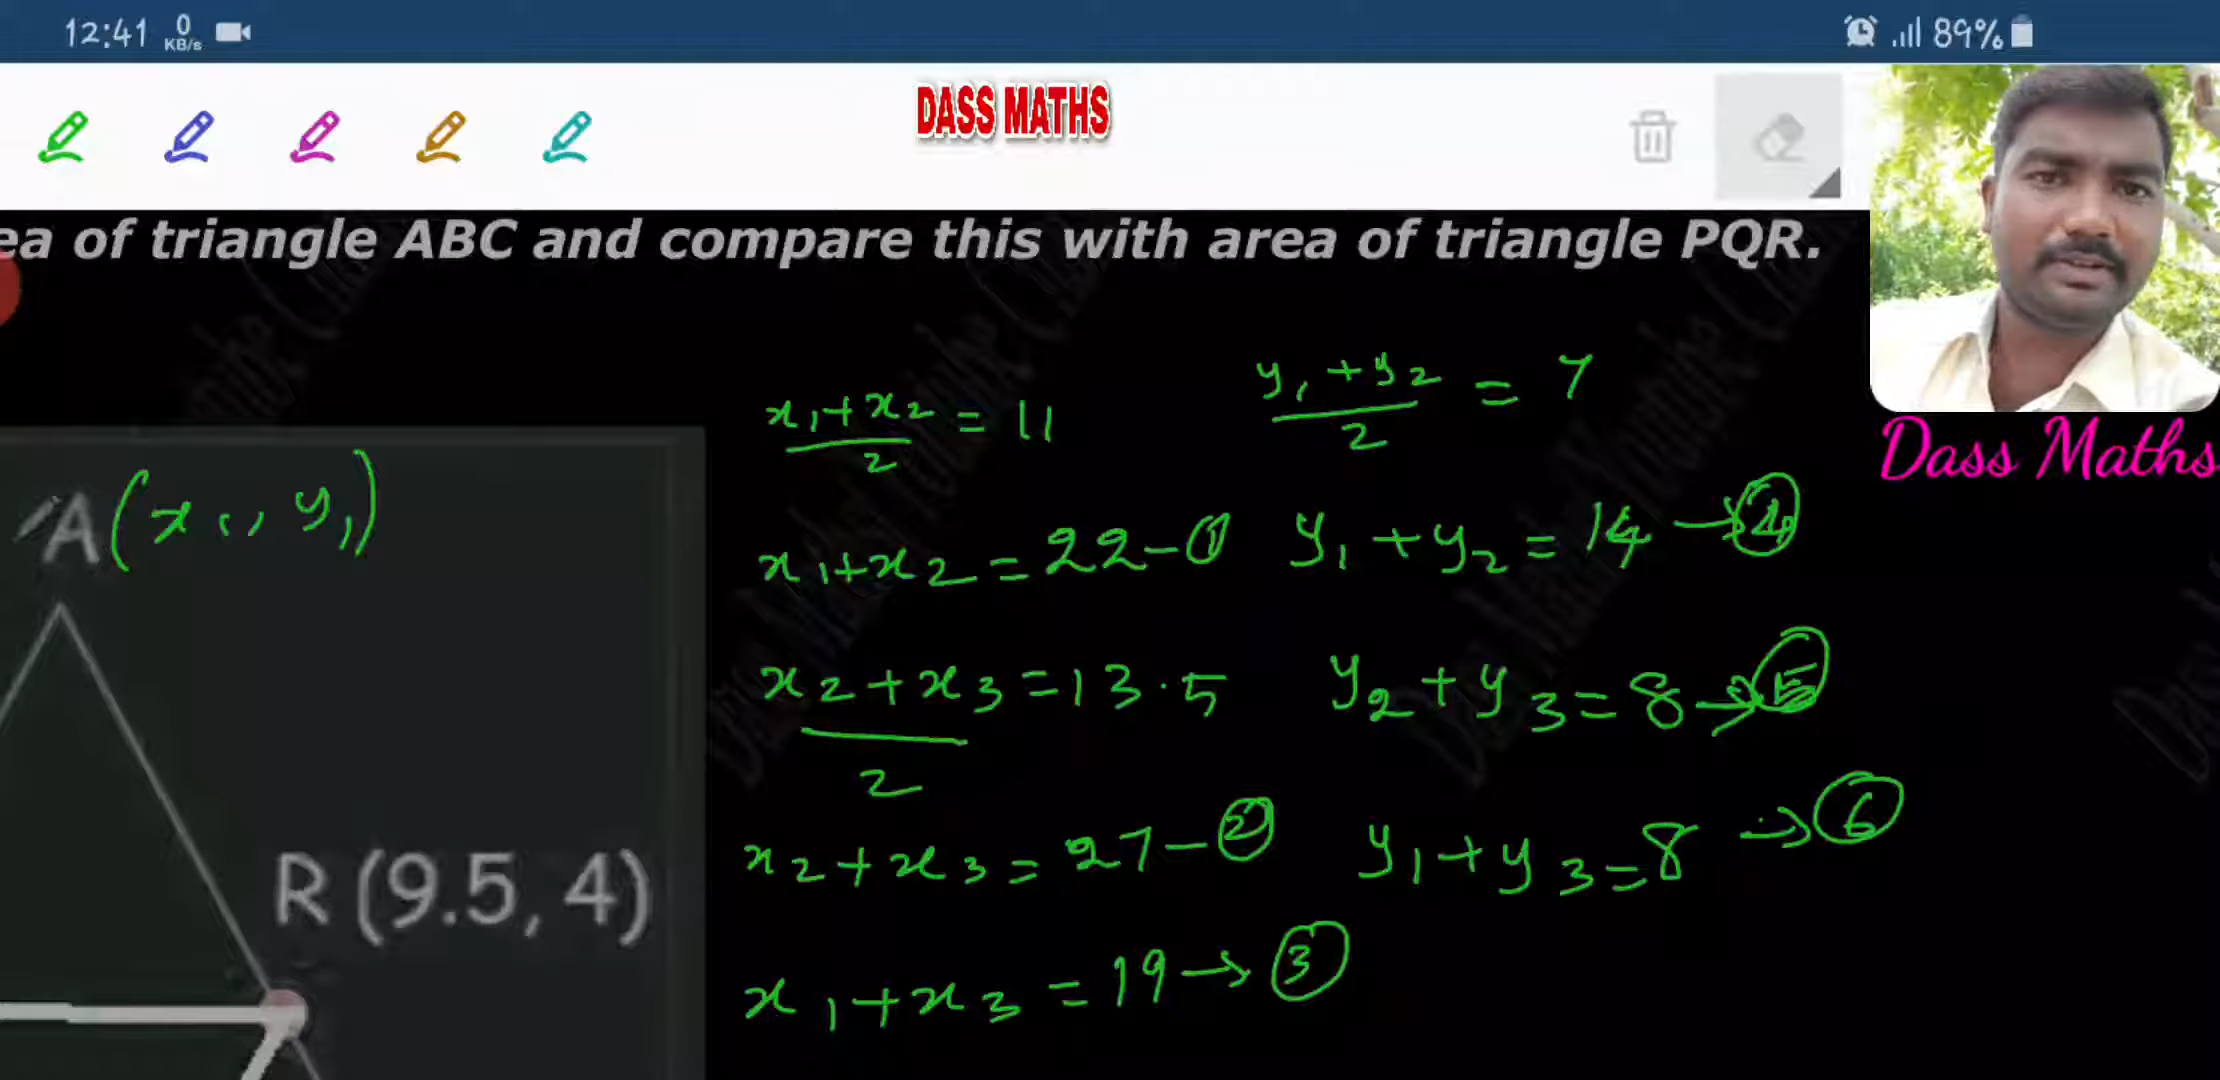 12:41 0 KB/s 89%
DASS MATHS
ea of triangle ABC and compare this with area of triangle PQR.
Dass Maths
A(x₁, y₁)
R (9.5, 4)
x₁+x₂/2 = 11
x₁+x₂ = 22 - ①
x₂+x₃/2 = 13.5
x₂+x₃ = 27 - ②
x₁+x₃ = 19 → ③
y₁+y₂/2 = 7
y₁+y₂ = 14 → ④
y₂+y₃ = 8 → ⑤
y₁+y₃ = 8 → ⑥